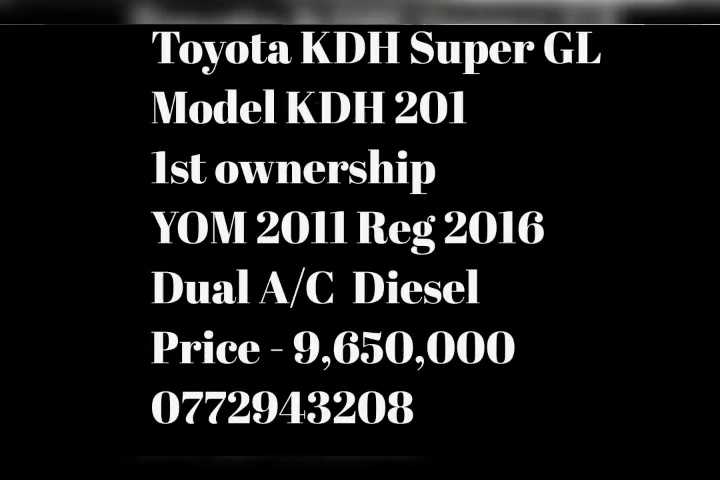 Toyota KDH Super GL
Model KDH 201
1st ownership
YOM 2011 Reg 2016
Dual A/C Diesel
Price - 9,650,000
0772943208